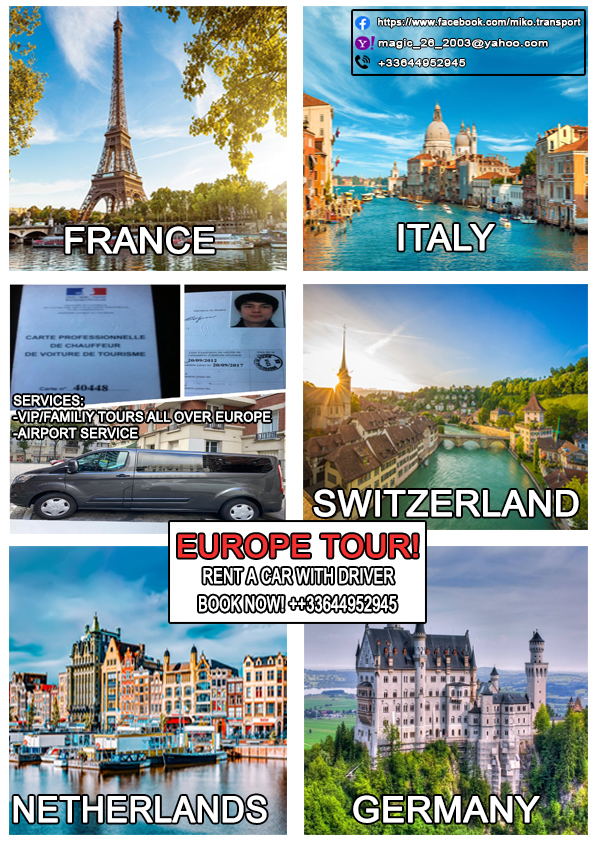 https://www.facebook.com/miko.transport
magic_26_2003@yahoo.com
+33644952945
FRANCE
ITALY
CARTE PROFESSIONNELLE
DE CHAUFFEUR
DE VOITURE DE TOURISME
Carte n° 40448
20/09/2012
20/09/2017
SERVICES:
-VIP/FAMILIY TOURS ALL OVER EUROPE
-AIRPORT SERVICE
SWITZERLAND
EUROPE TOUR!
RENT A CAR WITH DRIVER
BOOK NOW! ++33644952945
NETHERLANDS
GERMANY